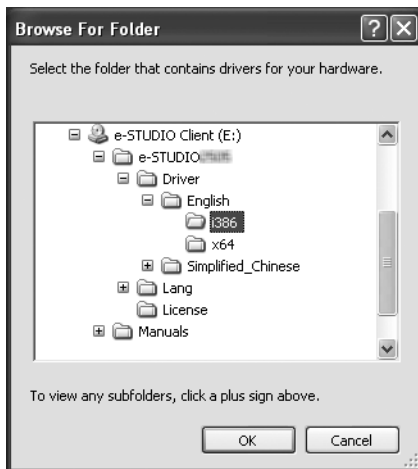 Browse For Folder
Select the folder that contains drivers for your hardware.
e-STUDIO Client (E:)
e-STUDIO
Driver
English
i386
x64
Simplified_Chinese
Lang
License
Manuals
To view any subfolders, click a plus sign above.
OK Cancel